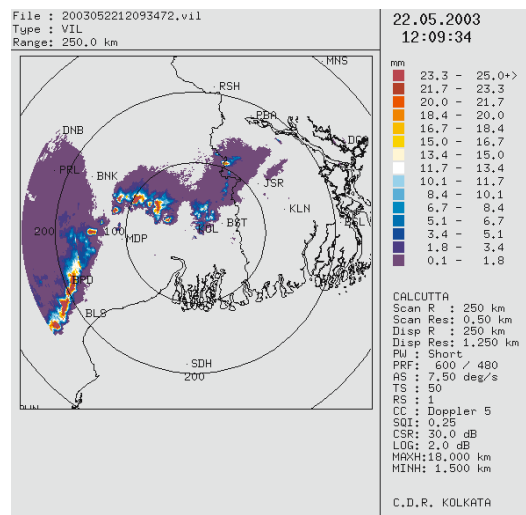 File : 2003052212093472.vil
Type : VIL
Range: 250.0 km
22.05.2003
12:09:34
MNS
RSH
PBA
DNB
PRL
BNK
JSR
KLN
BST
KOL
200
100
MDP
BPD
BLS
SDH
200
mm
23.3 - 25.0+>
21.7 - 23.3
20.0 - 21.7
18.4 - 20.0
16.7 - 18.4
15.0 - 16.7
13.4 - 15.0
11.7 - 13.4
10.1 - 11.7
8.4 - 10.1
6.7 - 8.4
5.1 - 6.7
3.4 - 5.1
1.8 - 3.4
0.1 - 1.8
CALCUTTA
Scan R : 250 km
Scan Res: 0.50 km
Disp R : 250 km
Disp Res: 1.250 km
PW : Short
PRF: 600 / 480
AS : 7.50 deg/s
TS : 50
RS : 1
CC : Doppler 5
SQI: 0.25
CSR: 30.0 dB
LOG: 2.0 dB
MAXH:18.000 km
MINH: 1.500 km
C.D.R. KOLKATA